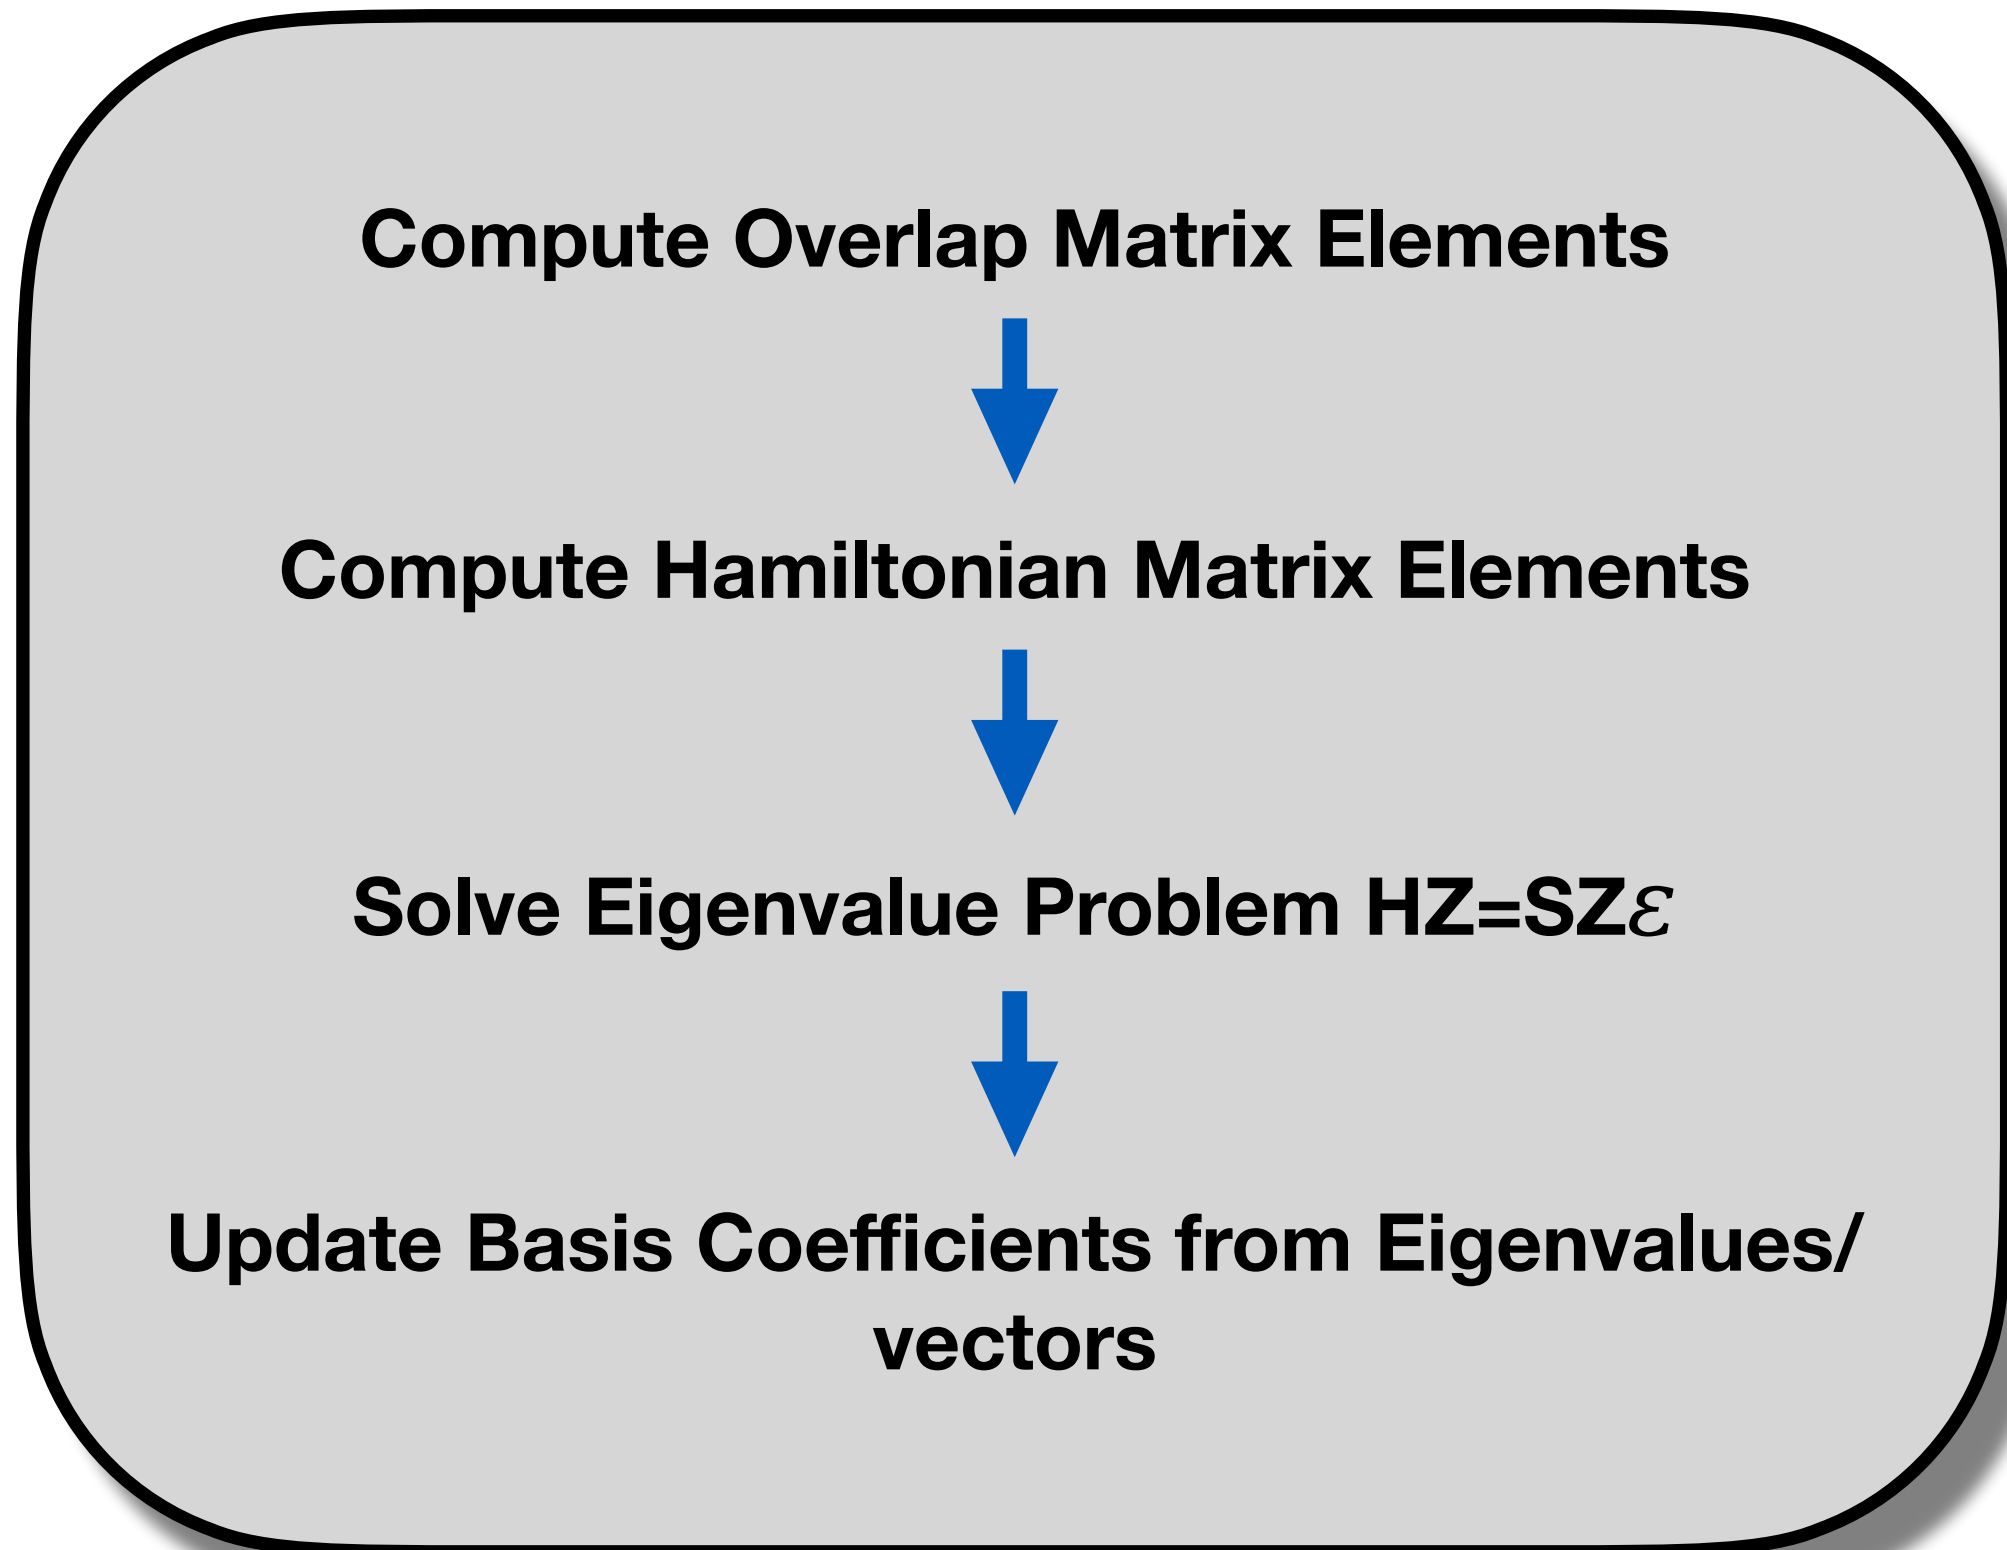 Compute Overlap Matrix Elements
Compute Hamiltonian Matrix Elements
Solve Eigenvalue Problem HZ=SZε
Update Basis Coefficients from Eigenvalues/
vectors